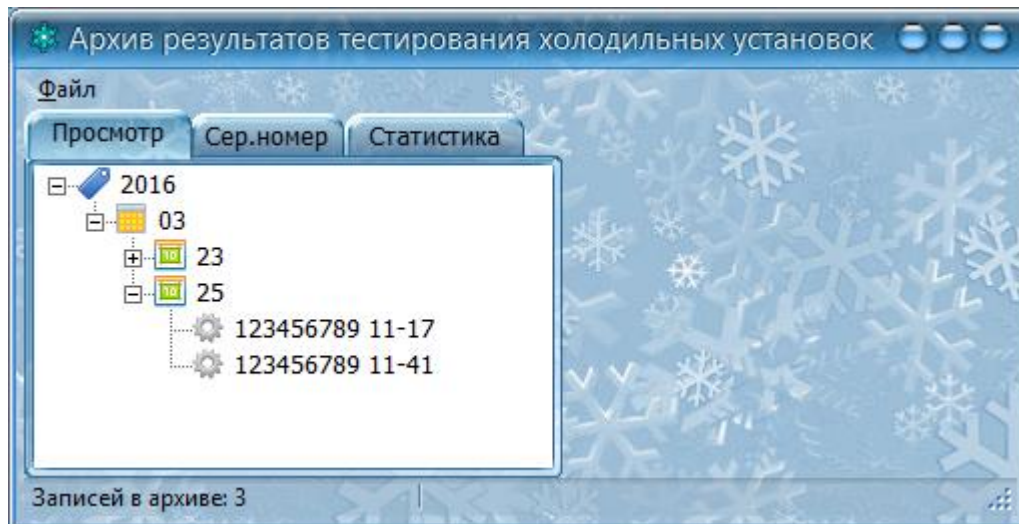 Архив результатов тестирования холодильных установок
Файл
Просмотр Сер.номер Статистика
2016
03
23
25
123456789 11-17
123456789 11-41
Записей в архиве: 3